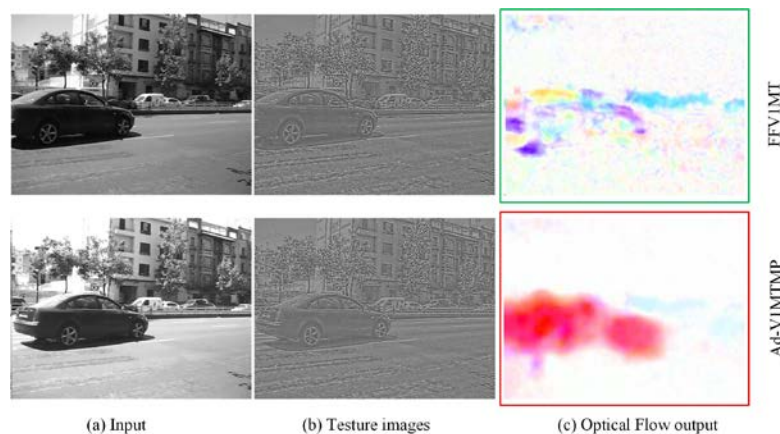 FFV1MT
Ad-V1MTMP
(a) Input
(b) Testure images
(c) Optical Flow output